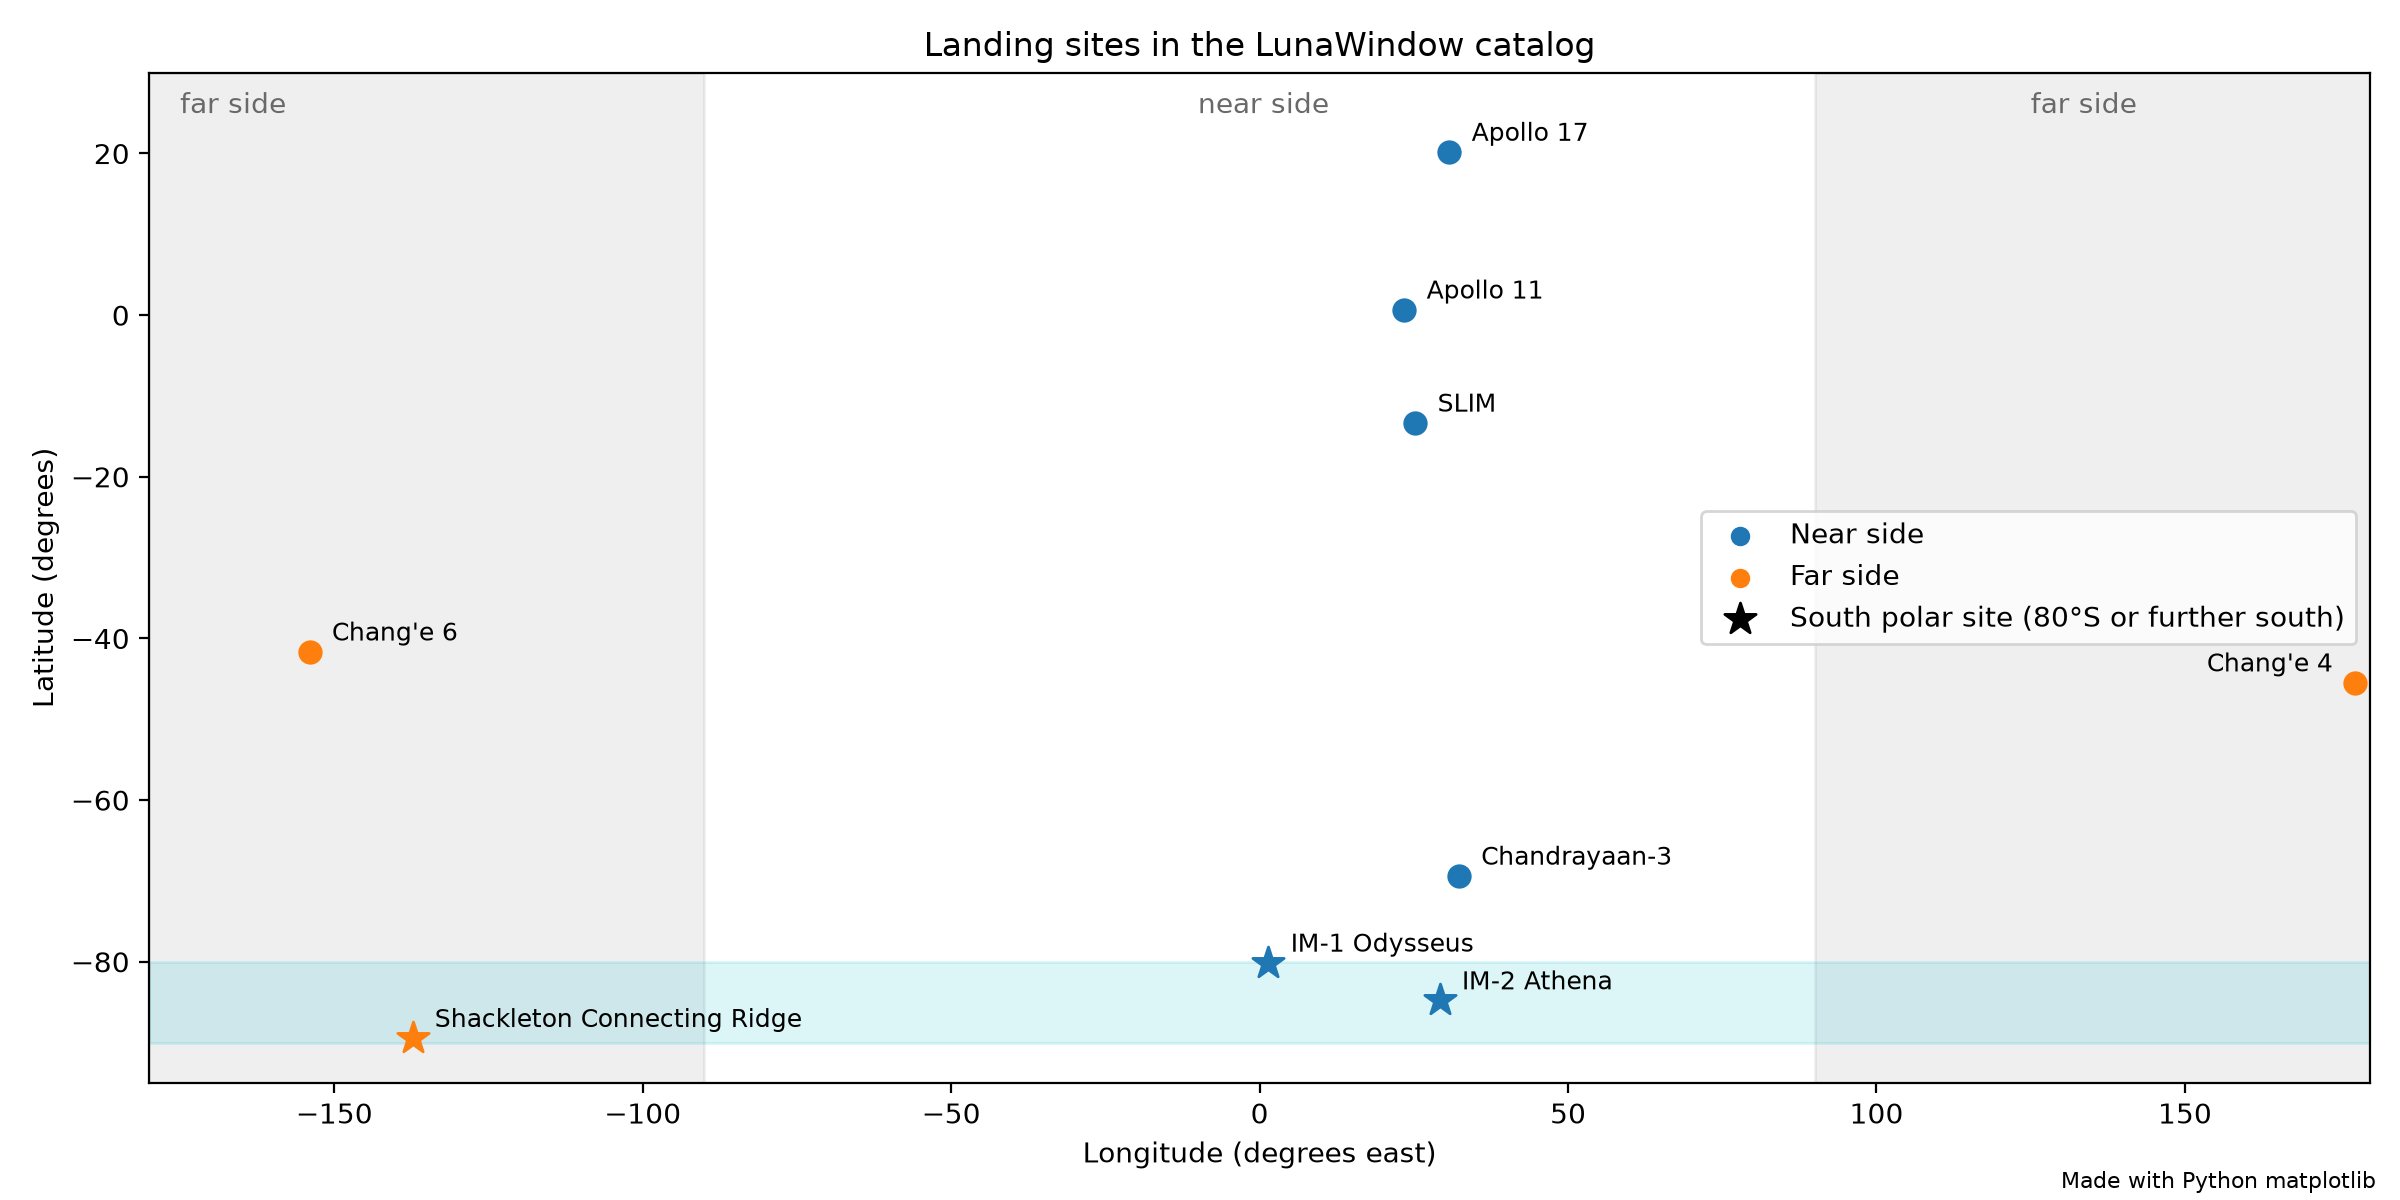 Landing sites in the LunaWindow catalog
far side
near side
far side
Apollo 17
Apollo 11
SLIM
Near side
Far side
South polar site (80°S or further south)
Chang'e 6
Chang'e 4
Chandrayaan-3
IM-1 Odysseus
IM-2 Athena
Shackleton Connecting Ridge
20
0
−20
−40
−60
−80
Latitude (degrees)
−150
−100
−50
0
50
100
150
Longitude (degrees east)
Made with Python matplotlib